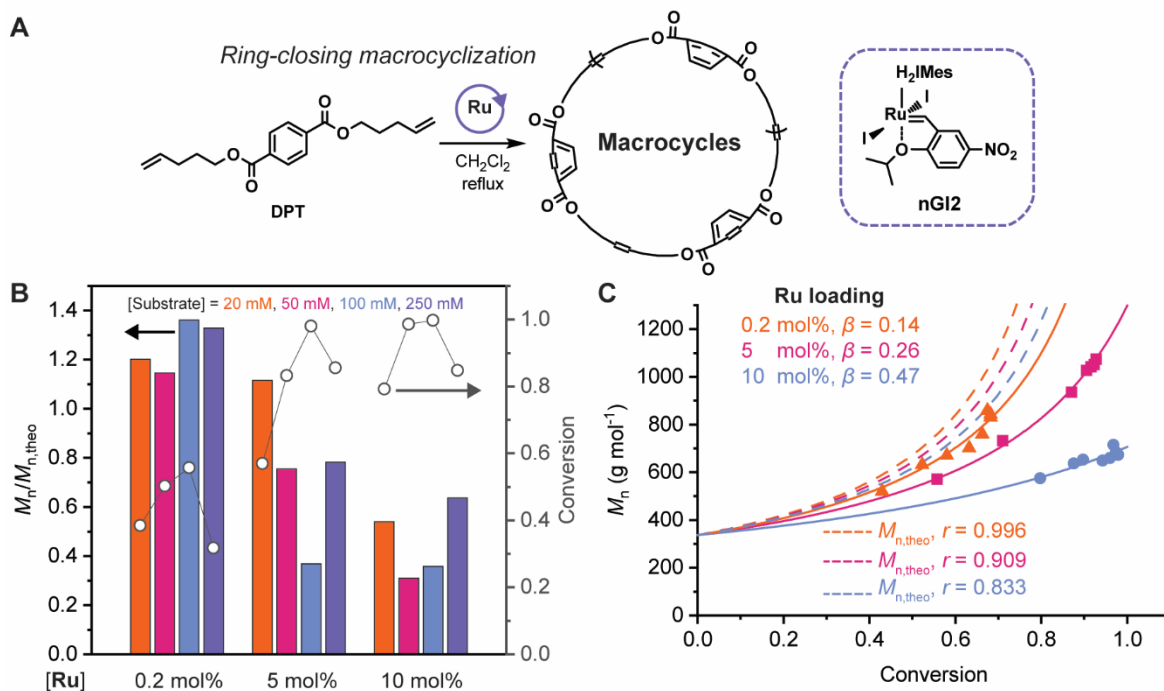 A
Ring-closing macrocyclization
Ru
CH₂Cl₂
reflux
DPT
O
O
O
O
Macrocycles
O
O
O
O
O
O
O
O
O
O
O
O
H₂IMes
I
Ru
I
O
NO₂
nGI2
B
[Substrate] = 20 mM, 50 mM, 100 mM, 250 mM
Mₙ/Mₙ,theo
1.4
1.2
1.0
0.8
0.6
0.4
0.2
0.0
1.0
0.8
0.6
0.4
0.2
0.0
Conversion
[Ru] 0.2 mol% 5 mol% 10 mol%
C
Ru loading
0.2 mol%, β = 0.14
5 mol%, β = 0.26
10 mol%, β = 0.47
Mₙ (g mol⁻¹)
1200
1000
800
600
400
200
0
Mₙ,theo, r = 0.996
Mₙ,theo, r = 0.909
Mₙ,theo, r = 0.833
0.0 0.2 0.4 0.6 0.8 1.0
Conversion